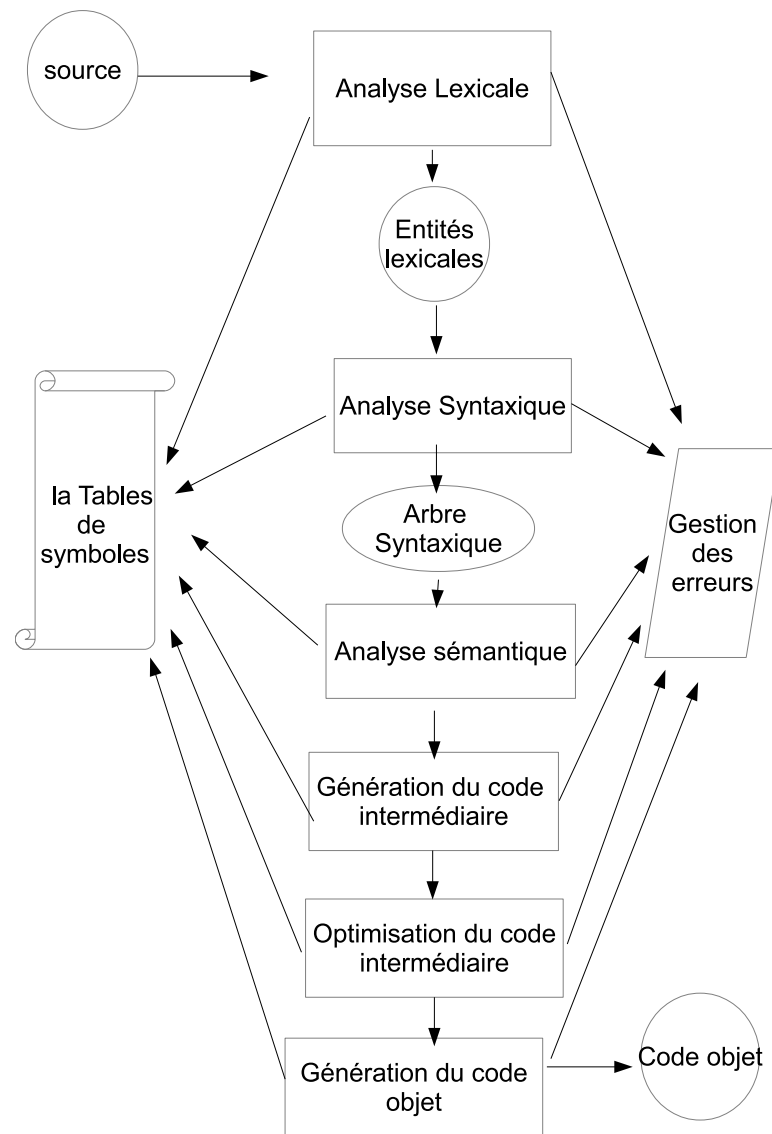 source
Analyse Lexicale
Entités
lexicales
Analyse Syntaxique
la Tables
de
symboles
Arbre
Syntaxique
Gestion
des
erreurs
Analyse sémantique
Génération du code
intermédiaire
Optimisation du code
intermédiaire
Génération du code
objet
Code objet